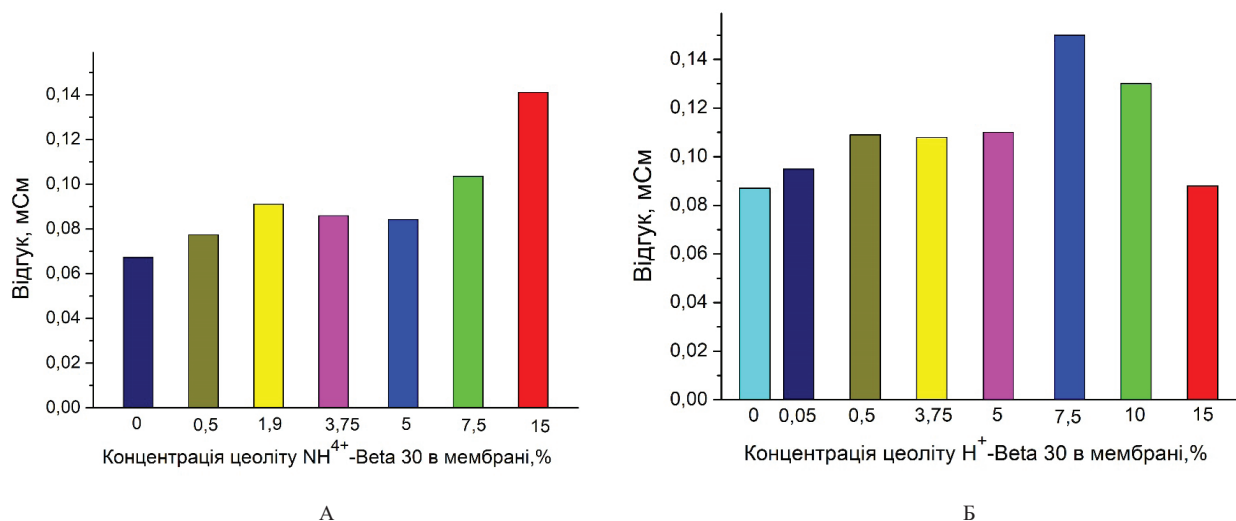 0,14
0,12
0,10
0,08
0,06
0,04
0,02
0,00
Відгук, мСм
0 0,5 1,9 3,75 5 7,5 15
Концентрація цеоліту NH⁴⁺-Beta 30 в мембрані,%
А
0,14
0,12
0,10
0,08
0,06
0,04
0,02
0,00
Відгук, мСм
0 0,05 0,5 3,75 5 7,5 10 15
Концентрація цеоліту H⁺-Beta 30 в мембрані,%
Б